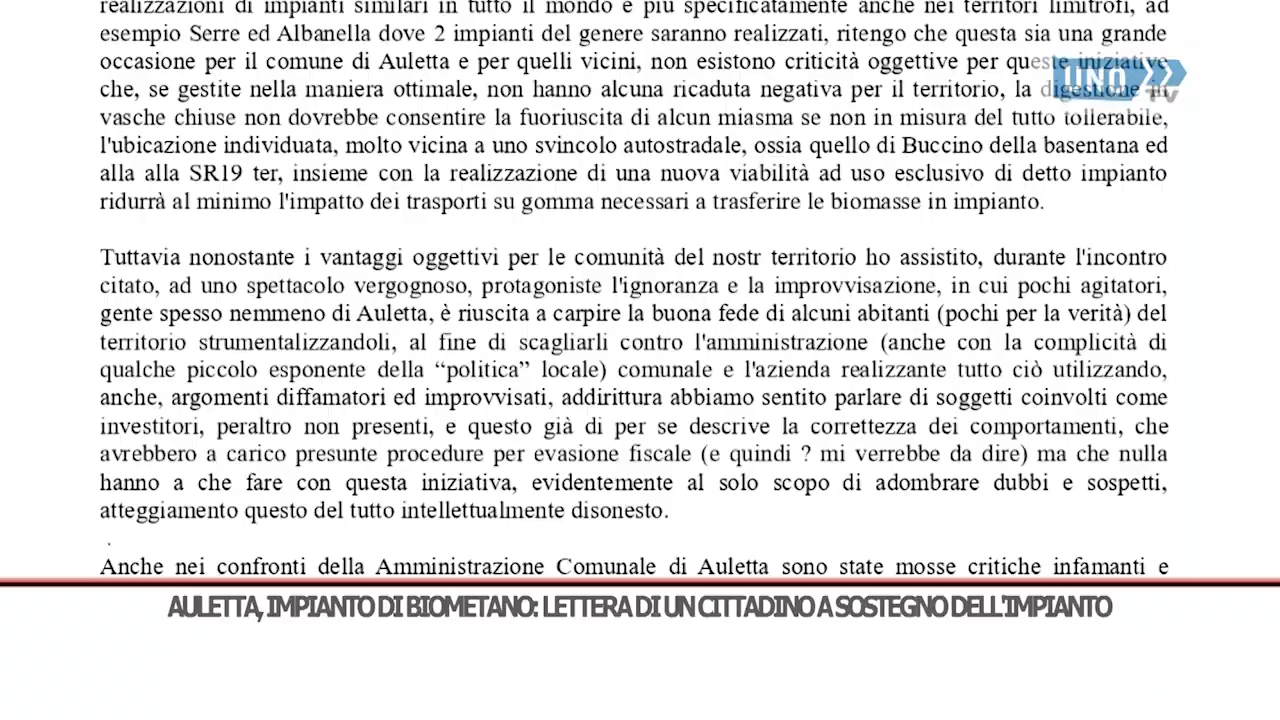 realizzazioni di impianti similari in tutto il mondo e più specificatamente anche nei territori limitrofi, ad
esempio Serre ed Albanella dove 2 impianti del genere saranno realizzati, ritengo che questa sia una grande
occasione per il comune di Auletta e per quelli vicini, non esistono criticità oggettive per queste iniziative
che, se gestite nella maniera ottimale, non hanno alcuna ricaduta negativa per il territorio, la digestione in
vasche chiuse non dovrebbe consentire la fuoriuscita di alcun miasma se non in misura del tutto tollerabile,
l'ubicazione individuata, molto vicina a uno svincolo autostradale, ossia quello di Buccino della basentana ed
alla alla SR19 ter, insieme con la realizzazione di una nuova viabilità ad uso esclusivo di detto impianto
ridurrà al minimo l'impatto dei trasporti su gomma necessari a trasferire le biomasse in impianto.
UNO TV
Tuttavia nonostante i vantaggi oggettivi per le comunità del nostr territorio ho assistito, durante l'incontro
citato, ad uno spettacolo vergognoso, protagoniste l'ignoranza e la improvvisazione, in cui pochi agitatori,
gente spesso nemmeno di Auletta, è riuscita a carpire la buona fede di alcuni abitanti (pochi per la verità) del
territorio strumentalizzandoli, al fine di scagliarli contro l'amministrazione (anche con la complicità di
qualche piccolo esponente della “politica” locale) comunale e l'azienda realizzante tutto ciò utilizzando,
anche, argomenti diffamatori ed improvvisati, addirittura abbiamo sentito parlare di soggetti coinvolti come
investitori, peraltro non presenti, e questo già di per se descrive la correttezza dei comportamenti, che
avrebbero a carico presunte procedure per evasione fiscale (e quindi ? mi verrebbe da dire) ma che nulla
hanno a che fare con questa iniziativa, evidentemente al solo scopo di adombrare dubbi e sospetti,
atteggiamento questo del tutto intellettualmente disonesto.
.
Anche nei confronti della Amministrazione Comunale di Auletta sono state mosse critiche infamanti e
AULETTA, IMPIANTO DI BIOMETANO: LETTERA DI UN CITTADINO A SOSTEGNO DELL'IMPIANTO